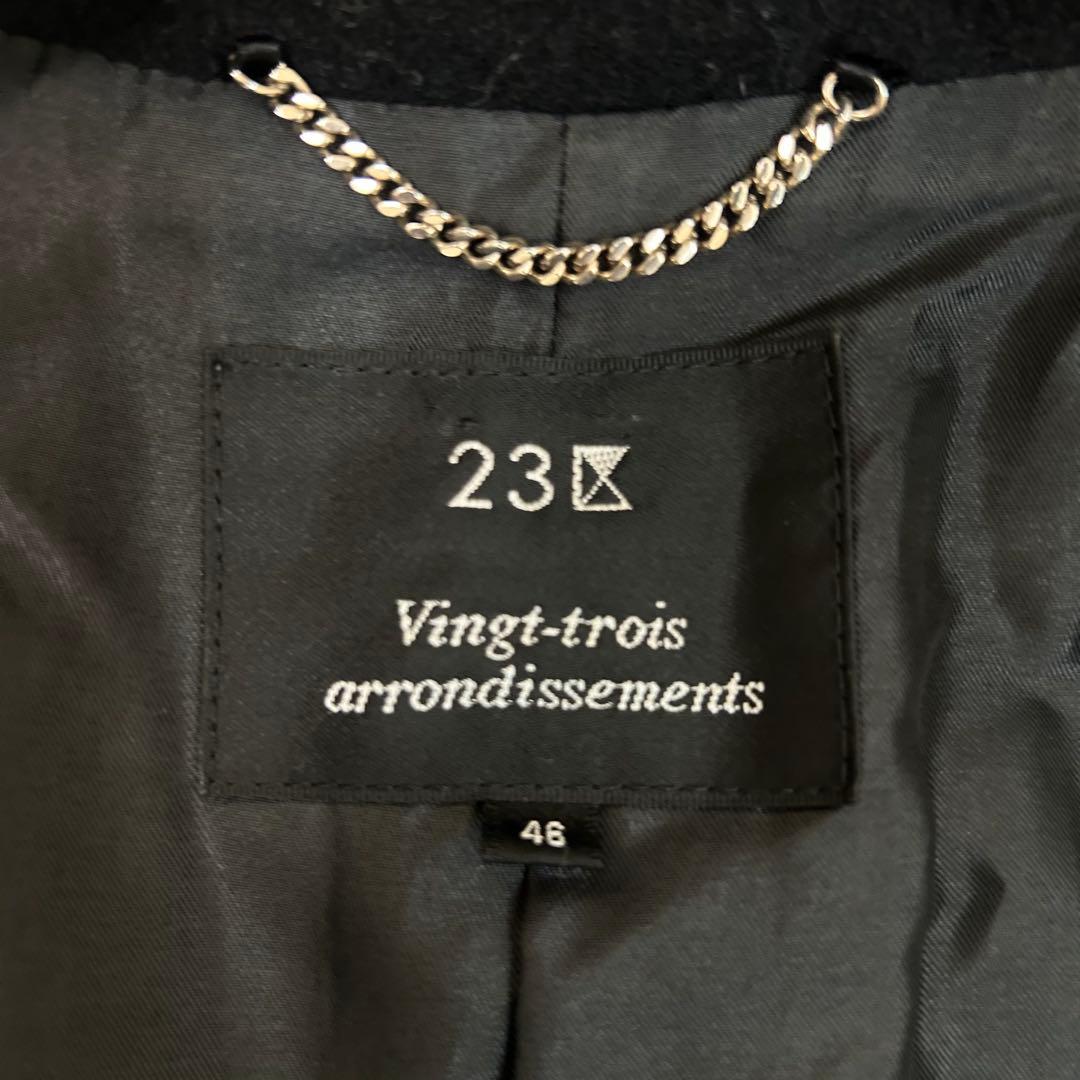 23区
Vingt-trois
arrondissements
46